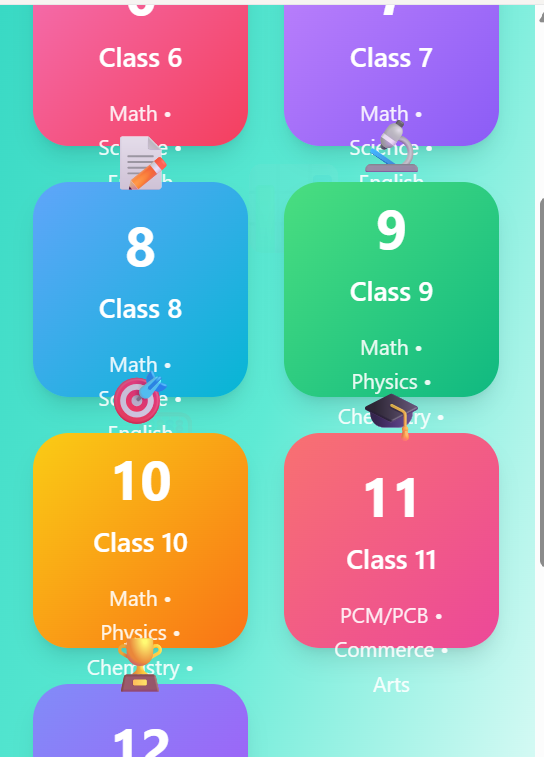 Class 6
Math •
Science •
English
Class 7
Math •
Science •
English
8
Class 8
Math •
Science •
English
9
Class 9
Math •
Physics •
Chemistry •
10
Class 10
Math •
Physics •
Chemistry •
11
Class 11
PCM/PCB •
Commerce •
Arts
12